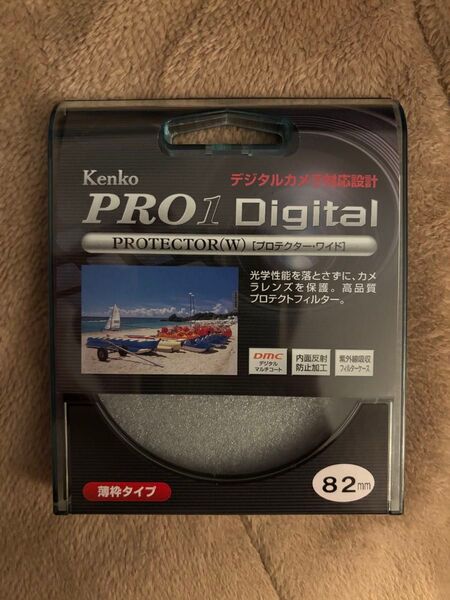 Kenko
デジタルカメラ対応設計
PRO1 Digital
PROTECTOR(W) [プロテクター・ワイド]
光学性能を落とさずに、カメ
ラレンズを保護。高品質
プロテクトフィルター。
DMC
デジタル
マルチコート
内面反射
防止加工
紫外線吸収
フィルターケース
薄枠タイプ
82mm